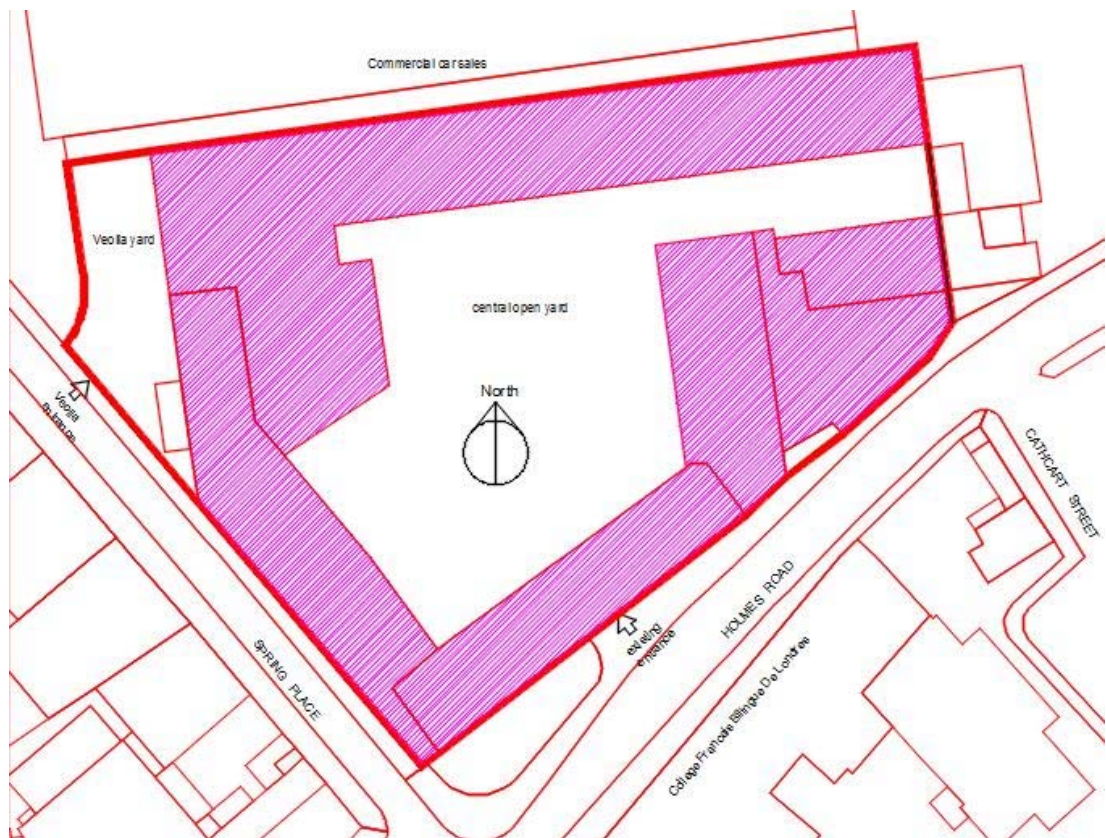 Commercial car sales
Veolia yard
central open yard
North
Veolia
Entrance
CATHCART STREET
HOLMES ROAD
existing
entrance
SPRING PLACE
Collège Francais Bilingue De Londres